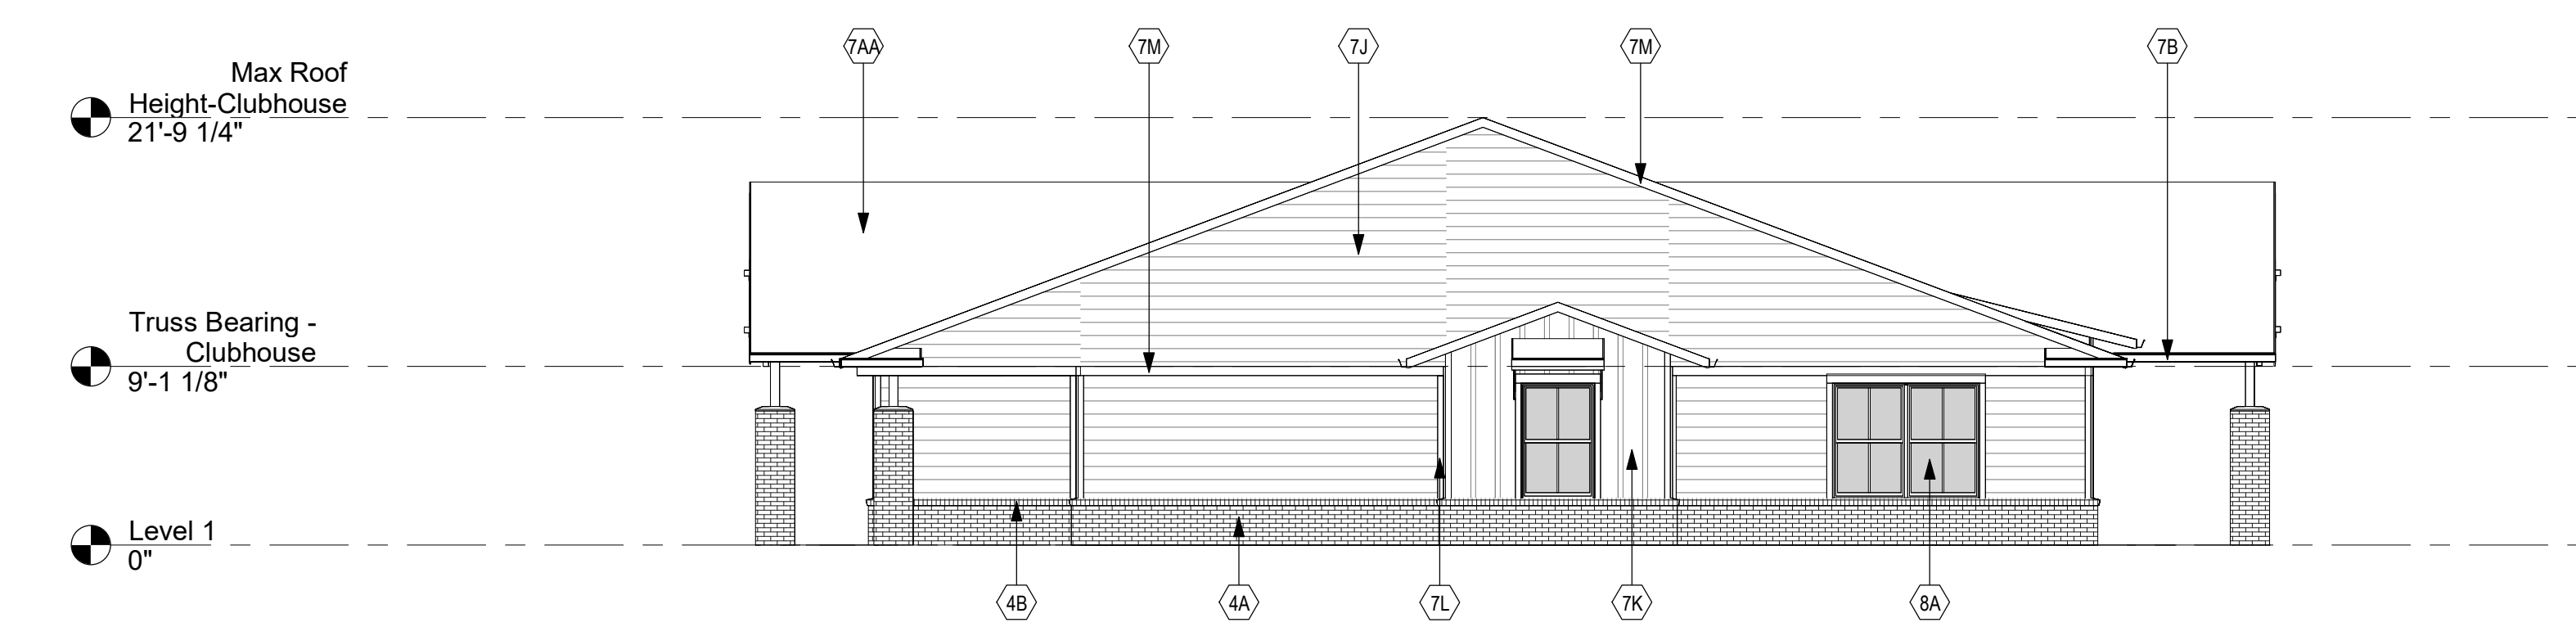 7AA
7M
7J
7M
7B
Max Roof
Height-Clubhouse
21'-9 1/4"
Truss Bearing -
Clubhouse
9'-1 1/8"
Level 1
0"
4B
4A
7L
7K
8A